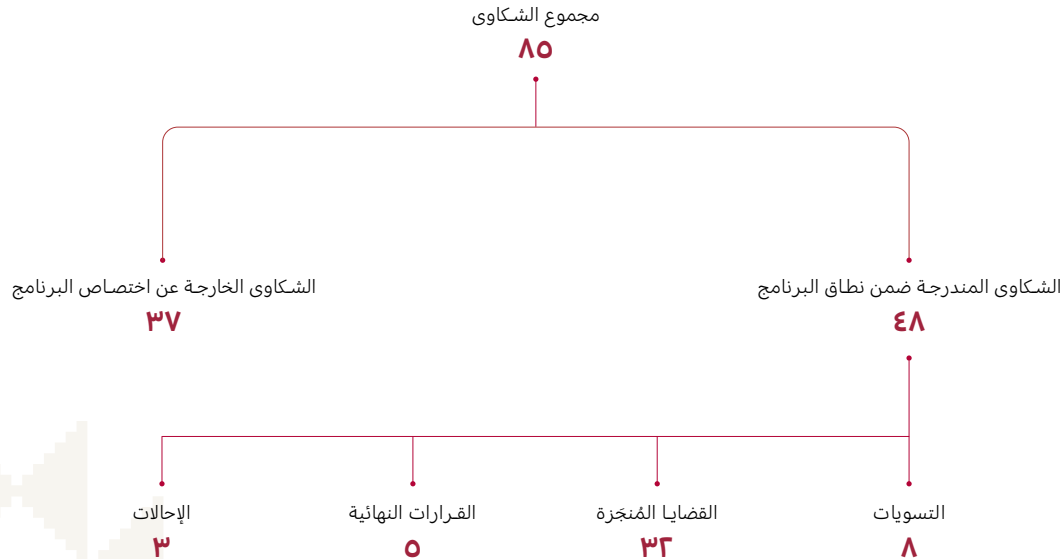 مجموع الشكاوى
٨٥
الشكاوى المندرجة ضمن نطاق البرنامج
٤٨
الشكاوى الخارجة عن اختصاص البرنامج
٣٧
التسويات
٨
القضايا المُنجَزة
٣٢
القرارات النهائية
٥
الإحالات
٣